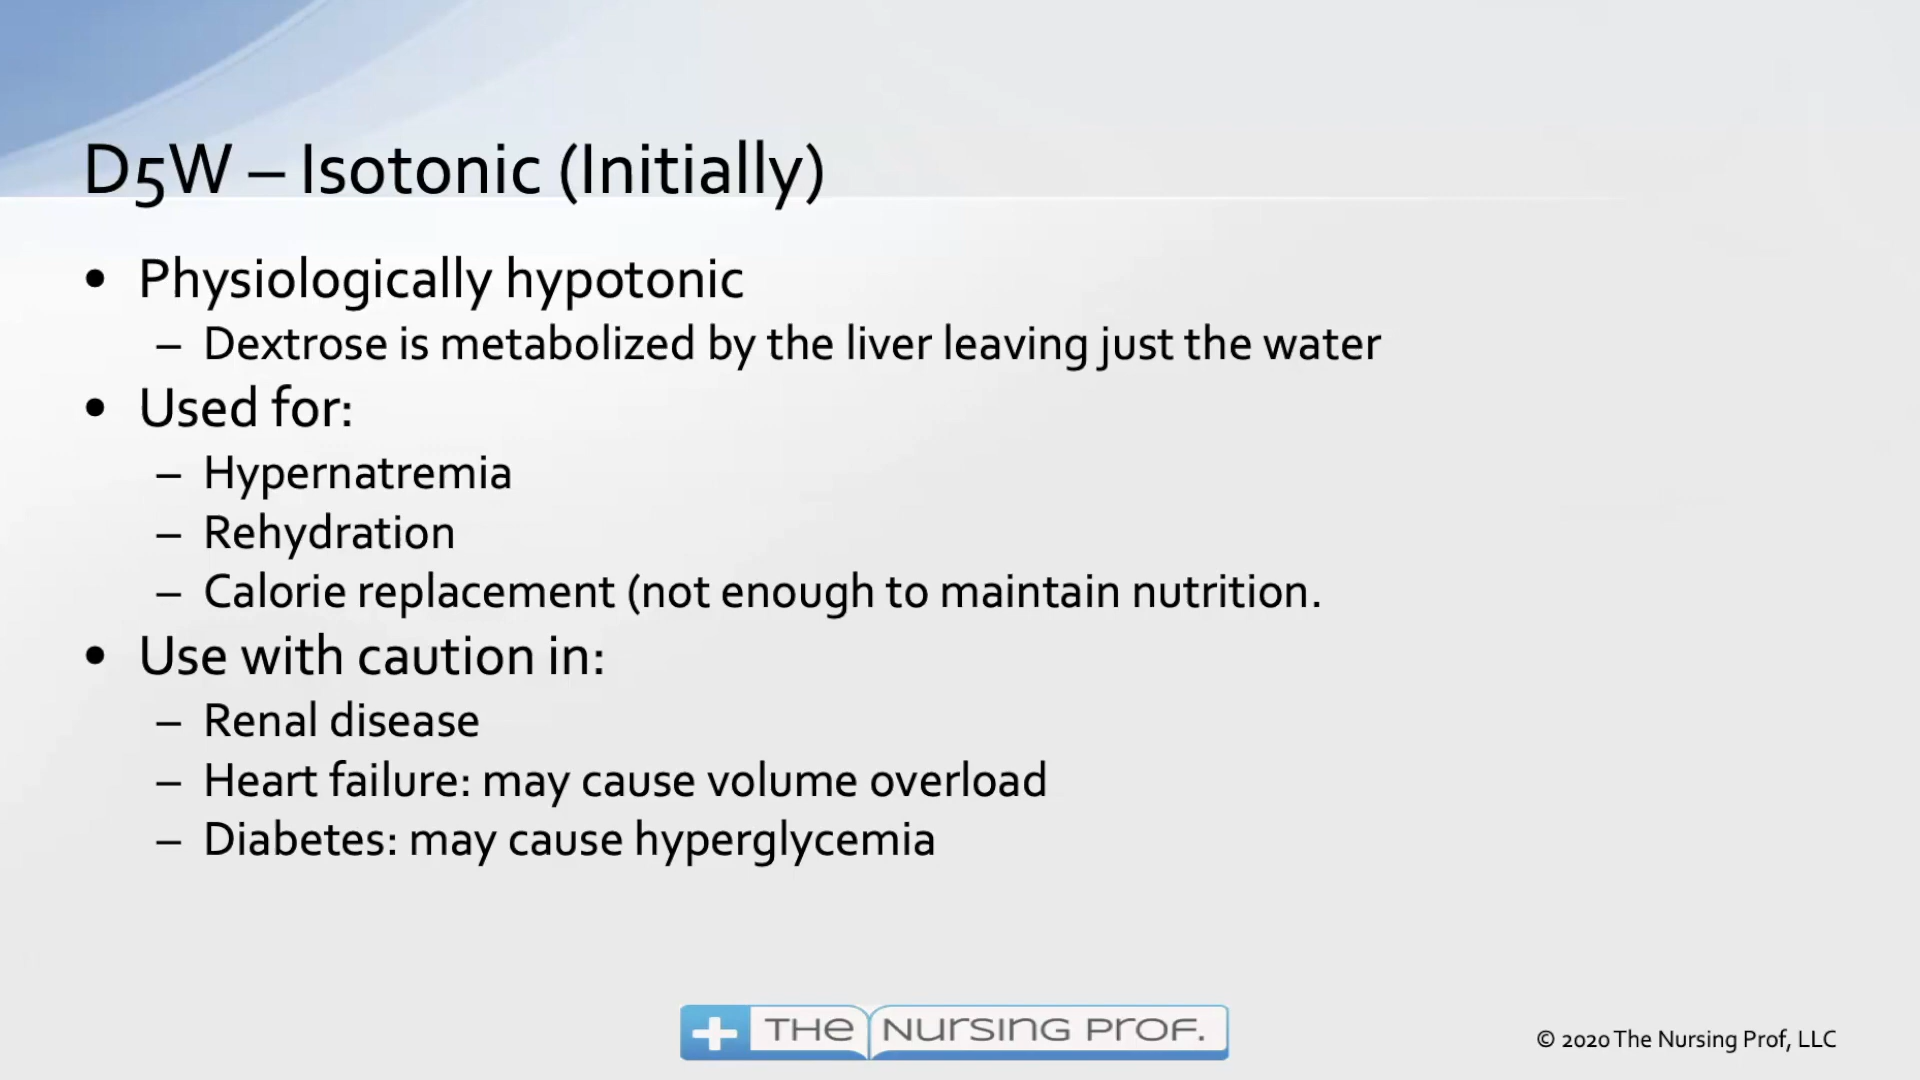 D5W – Isotonic (Initially)
• Physiologically hypotonic
– Dextrose is metabolized by the liver leaving just the water
• Used for:
– Hypernatremia
– Rehydration
– Calorie replacement (not enough to maintain nutrition.
• Use with caution in:
– Renal disease
– Heart failure: may cause volume overload
– Diabetes: may cause hyperglycemia
THE NURSING PROF.
© 2020 The Nursing Prof, LLC